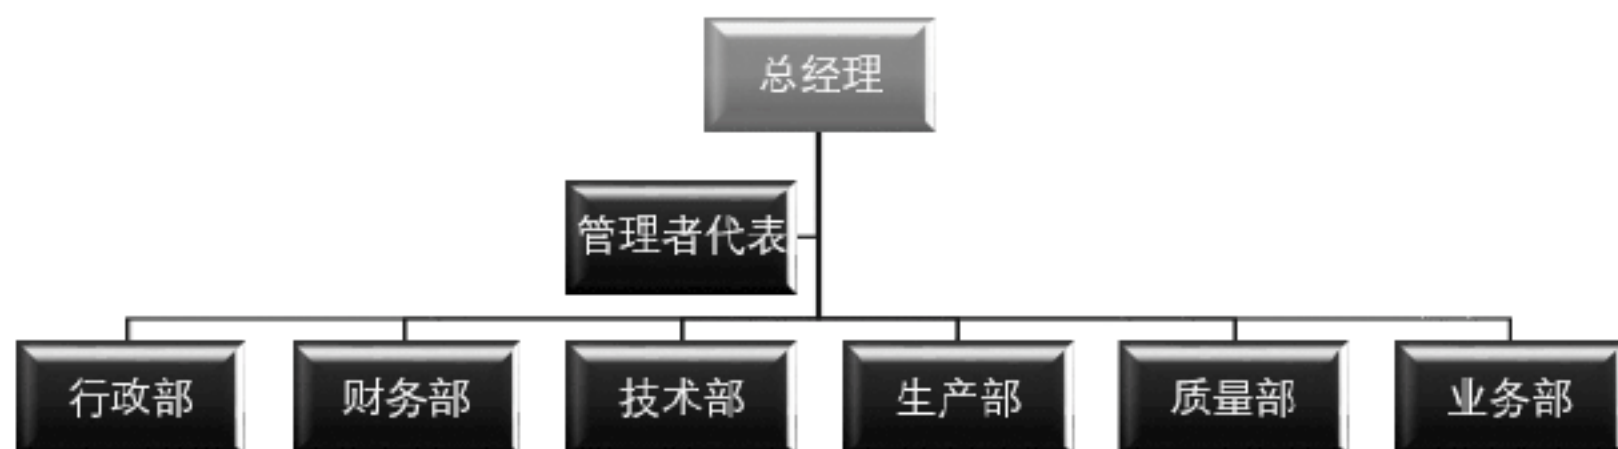 总经理
管理者代表
行政部
财务部
技术部
生产部
质量部
业务部